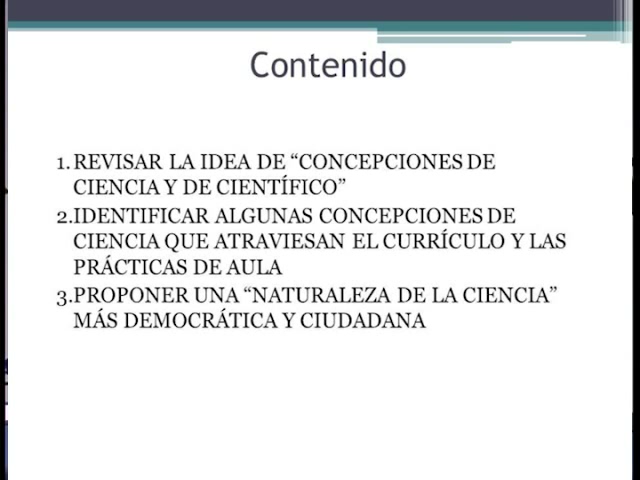 Contenido
1. REVISAR LA IDEA DE “CONCEPCIONES DE
CIENCIA Y DE CIENTÍFICO”
2.IDENTIFICAR ALGUNAS CONCEPCIONES DE
CIENCIA QUE ATRAVIESAN EL CURRÍCULO Y LAS
PRÁCTICAS DE AULA
3.PROPONER UNA “NATURALEZA DE LA CIENCIA”
MÁS DEMOCRÁTICA Y CIUDADANA